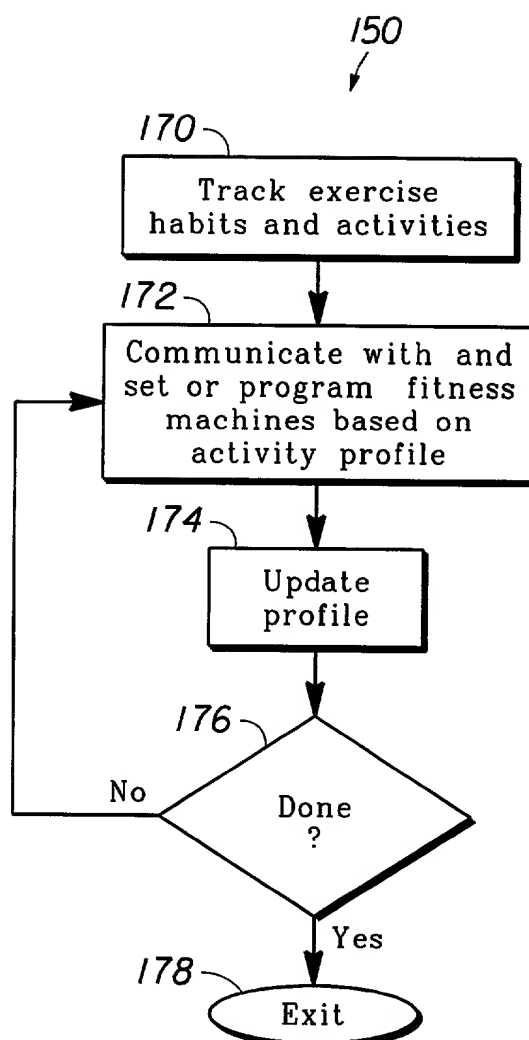 150
170
Track exercise
habits and activities
172
Communicate with and
set or program fitness
machines based on
activity profile
174
Update
profile
176
No
Done
?
Yes
178
Exit